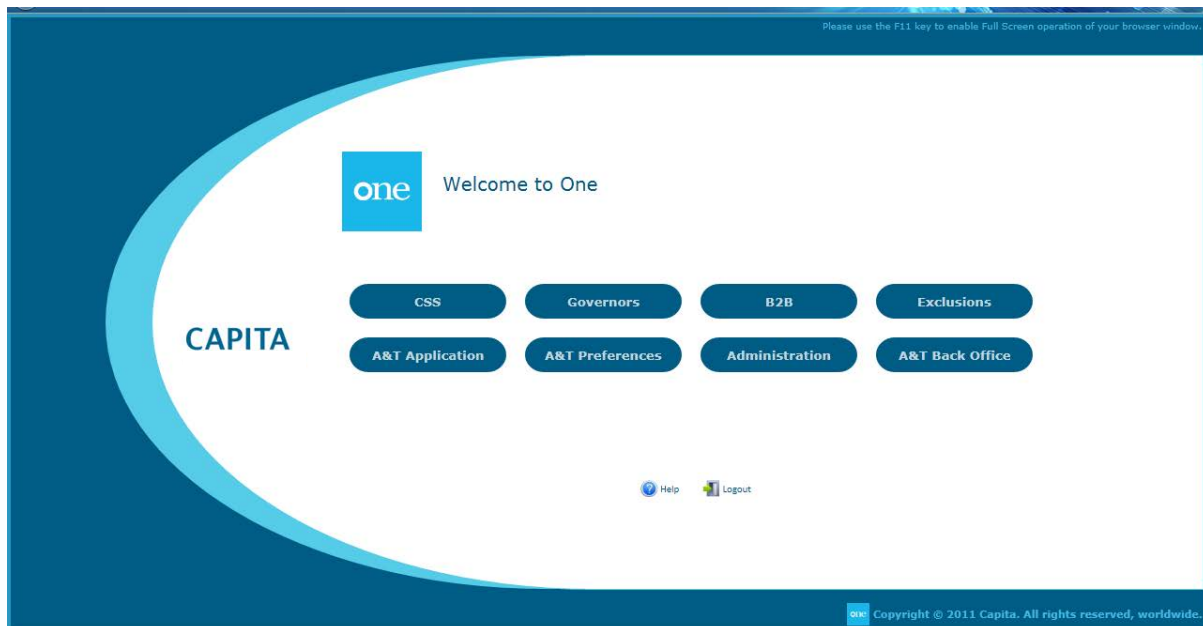 Please use the F11 key to enable Full Screen operation of your browser window.
one
Welcome to One
CSS
Governors
B2B
Exclusions
CAPITA
A&T Application
A&T Preferences
Administration
A&T Back Office
Help
Logout
one
Copyright © 2011 Capita. All rights reserved, worldwide.